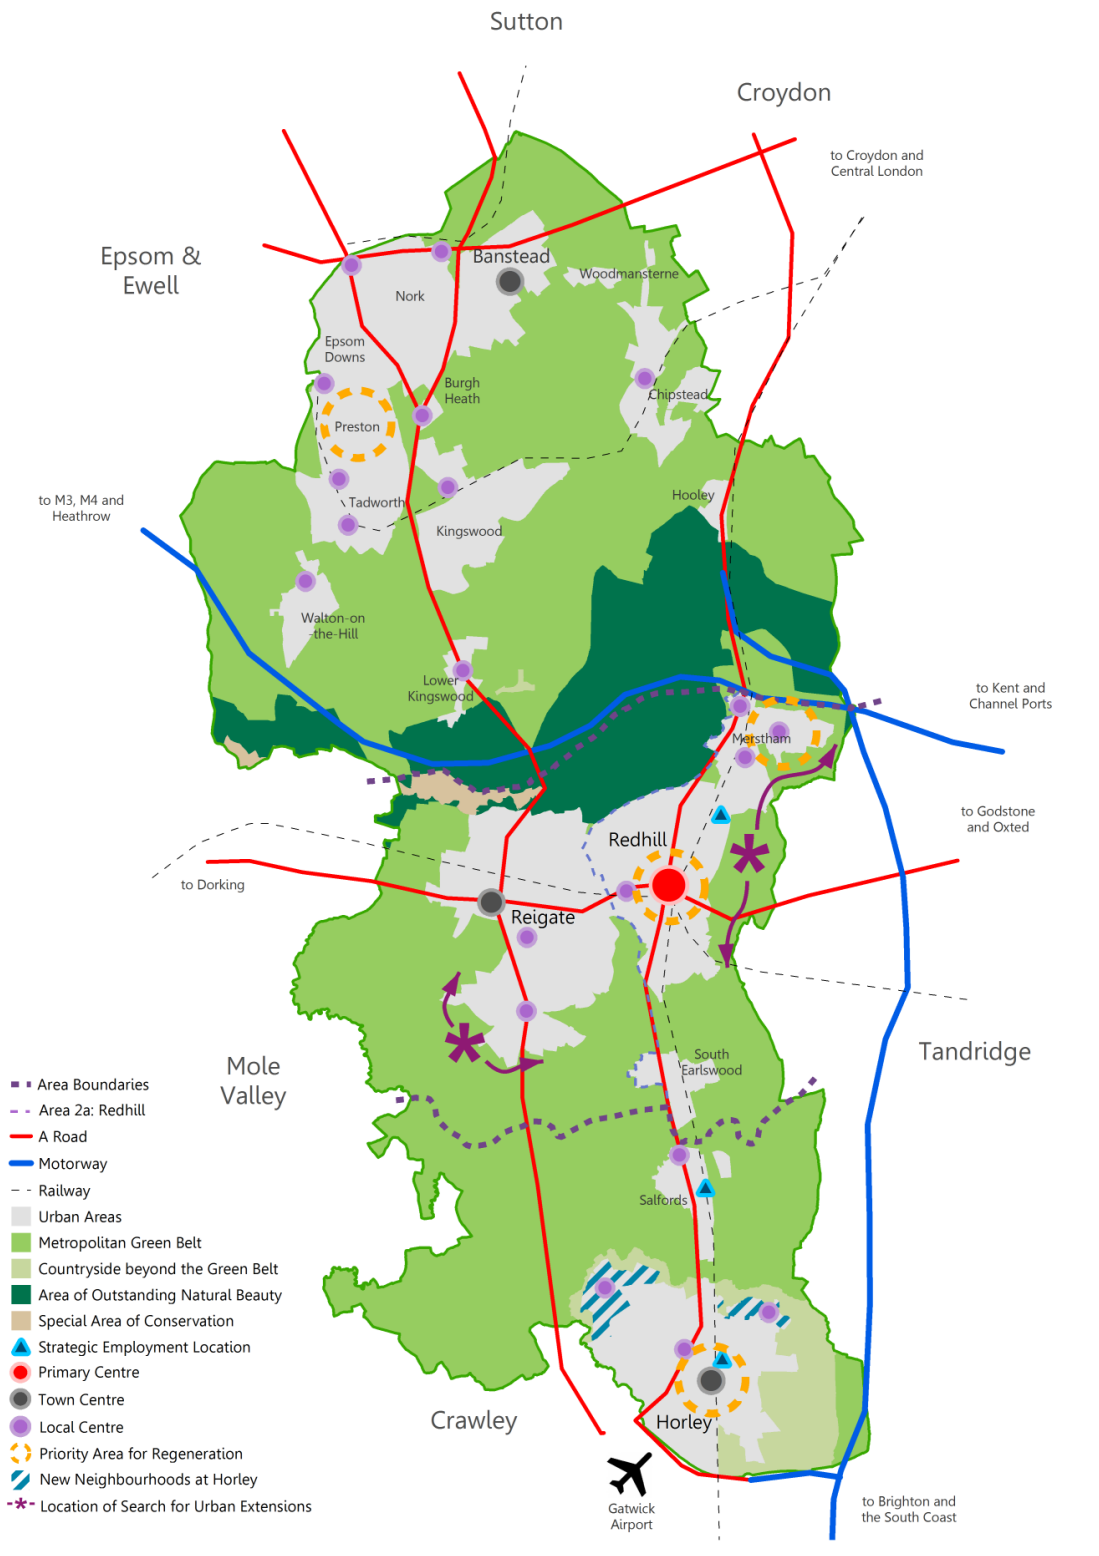 Sutton
Croydon
to Croydon and
Central London
Epsom &
Ewell
Banstead
Woodmansterne
Nork
Epsom
Downs
Burgh
Heath
Chipstead
Preston
to M3, M4 and
Heathrow
Tadworth
Hooley
Kingswood
Walton-on
-the-Hill
Lower
Kingswood
to Kent and
Channel Ports
Merstham
to Godstone
and Oxted
Redhill
to Dorking
Reigate
Mole
Valley
South
Earlswood
Tandridge
Salfords
Crawley
Horley
Gatwick
Airport
to Brighton and
the South Coast
Area Boundaries
Area 2a: Redhill
A Road
Motorway
Railway
Urban Areas
Metropolitan Green Belt
Countryside beyond the Green Belt
Area of Outstanding Natural Beauty
Special Area of Conservation
Strategic Employment Location
Primary Centre
Town Centre
Local Centre
Priority Area for Regeneration
New Neighbourhoods at Horley
Location of Search for Urban Extensions